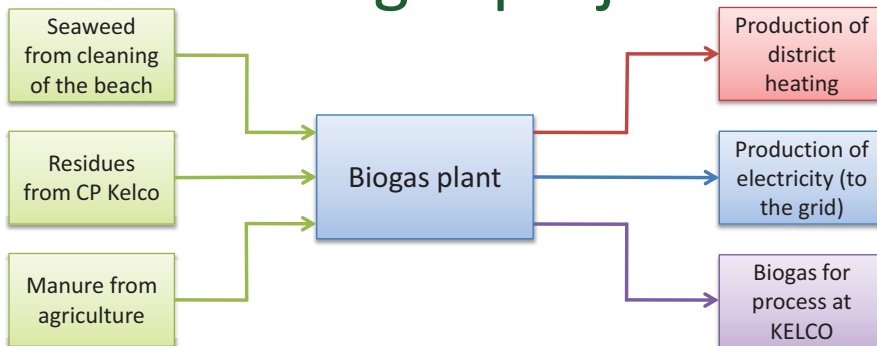 Seaweed
from cleaning
of the beach
Residues
from CP Kelco
Manure from
agriculture
Biogas plant
Production of
district
heating
Production of
electricity (to
the grid)
Biogas for
process at
KELCO